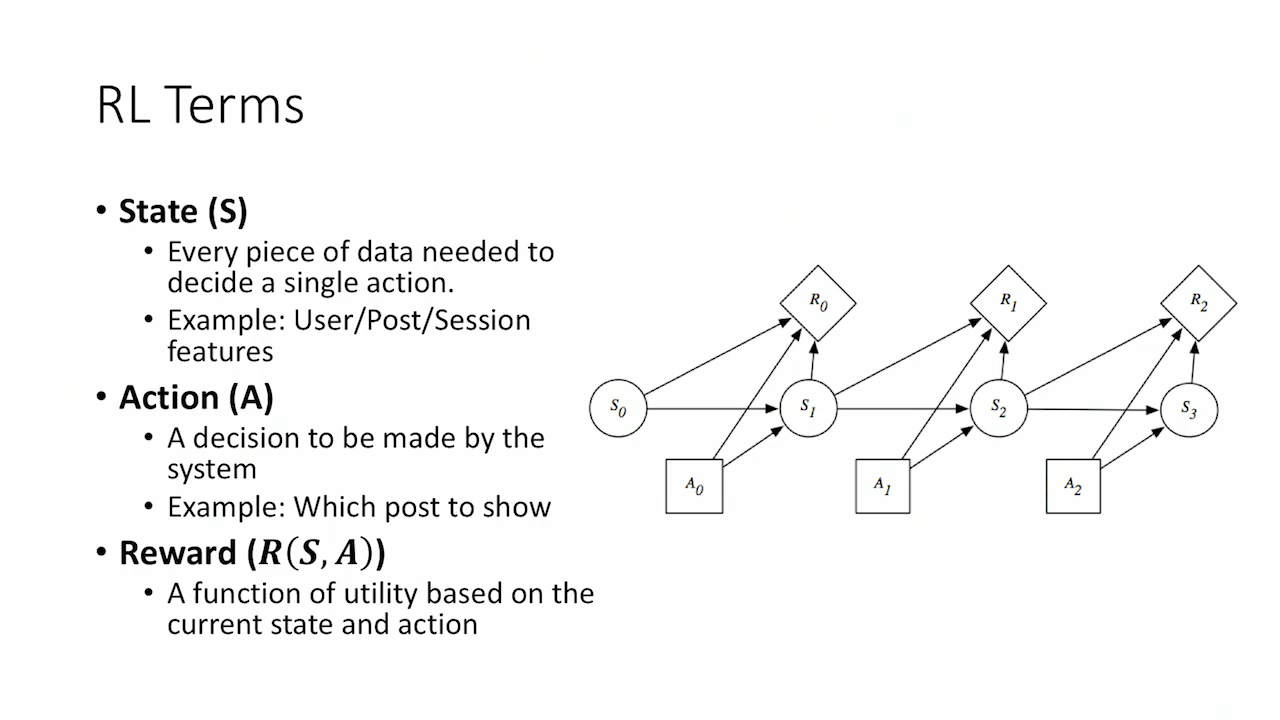 RL Terms
• State (S)
• Every piece of data needed to
decide a single action.
• Example: User/Post/Session
features
• Action (A)
• A decision to be made by the
system
• Example: Which post to show
• Reward (R(S, A))
• A function of utility based on the
current state and action
R0
R1
R2
S0
S1
S2
S3
A0
A1
A2